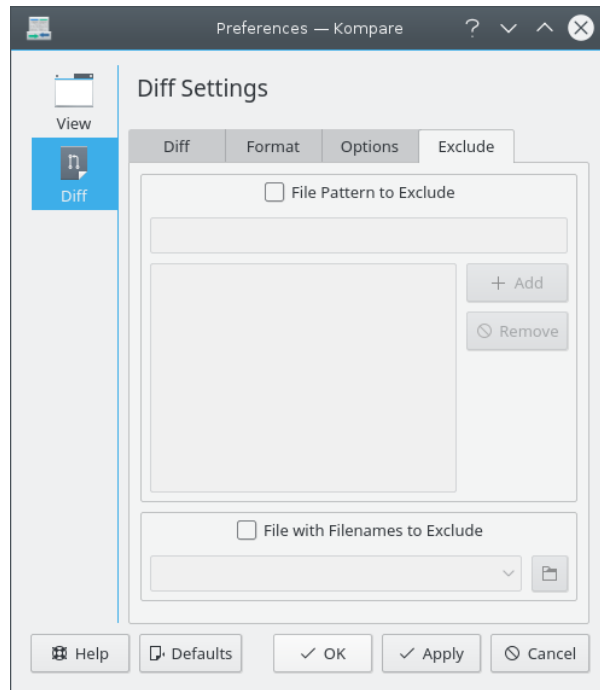 Preferences — Kompare
View
Diff
Diff Settings
Diff Format Options Exclude
File Pattern to Exclude
+ Add
Remove
File with Filenames to Exclude
Help Defaults OK Apply Cancel